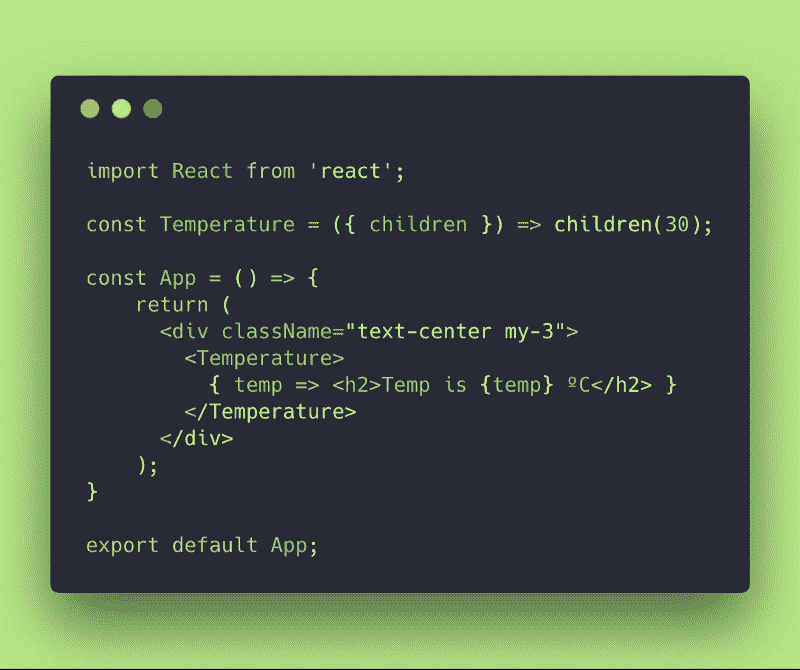 import React from 'react';
const Temperature = ({ children }) => children(30);
const App = () => {
return (
<div className="text-center my-3">
<Temperature>
{ temp => <h2>Temp is {temp} ºC</h2> }
</Temperature>
</div>
);
}
export default App;